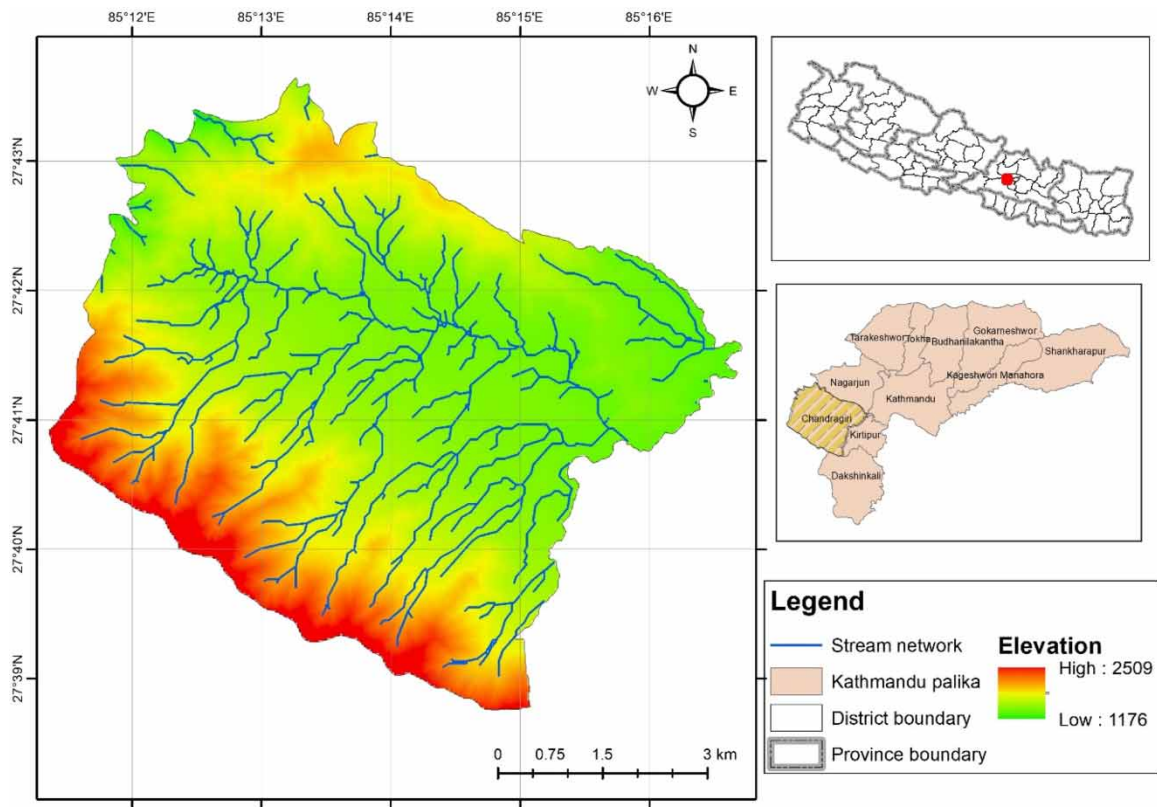 85°12'E 85°13'E 85°14'E 85°15'E 85°16'E
N
W E
S
27°43'N
27°42'N
27°41'N
27°40'N
27°39'N
0 0.75 1.5 3 km
Tarakeshwor
Tokha
Budhanilakantha
Gokarneshwor
Shankharapur
Kageshwori Manahora
Nagarjun
Kathmandu
Chandragiri
Kirtipur
Dakshinkali
Legend
Stream network
Kathmandu palika
District boundary
Province boundary
Elevation
High : 2509
Low : 1176